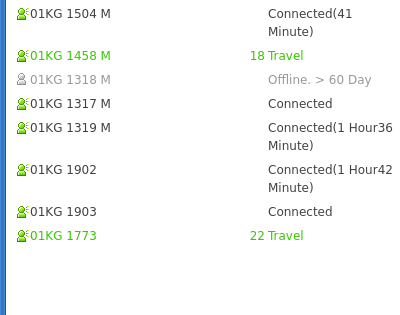 01KG 1504 M Connected(41
Minute)
01KG 1458 M 18 Travel
01KG 1318 M Offline. > 60 Day
01KG 1317 M Connected
01KG 1319 M Connected(1 Hour36
Minute)
01KG 1902 Connected(1 Hour42
Minute)
01KG 1903 Connected
01KG 1773 22 Travel